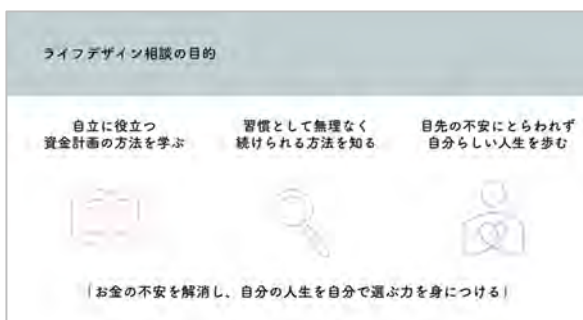 ライフデザイン相談の目的
自立に役立つ
資金計画の方法を学ぶ
習慣として無理なく
続けられる方法を知る
目先の不安にとらわれず
自分らしい人生を歩む
|お金の不安を解消し、自分の人生を自分で選ぶ力を身につける|